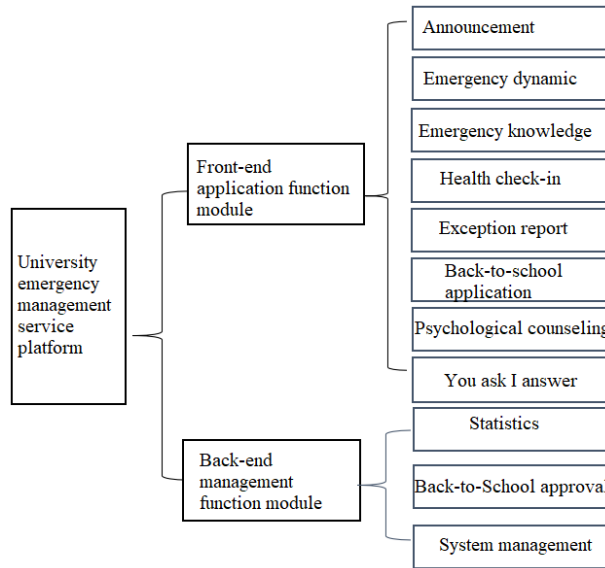 University
emergency
management
service
platform
Front-end
application function
module
Announcement
Emergency dynamic
Emergency knowledge
Health check-in
Exception report
Back-to-school
application
Psychological counseling
You ask I answer
Back-end
management
function module
Statistics
Back-to-School approval
System management